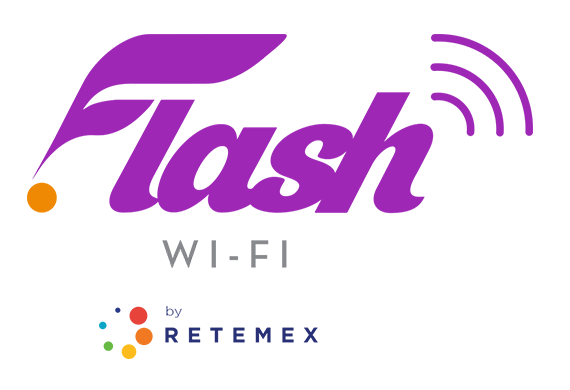 Flash
WI-FI
by
RETEMEX